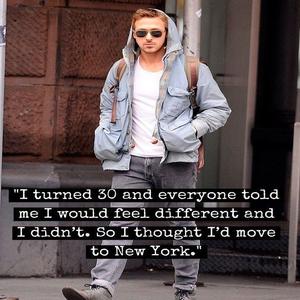 "I turned 30 and everyone told
me I would feel different and
I didn't. So I thought I'd move
to New York."